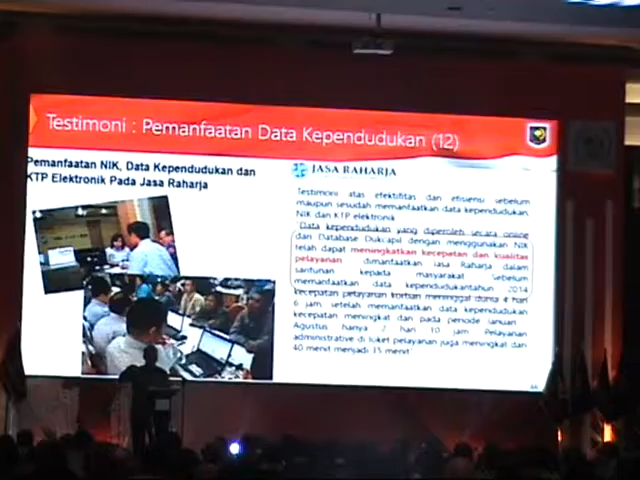 Testimoni : Pemanfaatan Data Kependudukan (12)
Pemanfaatan NIK, Data Kependudukan dan
KTP Elektronik Pada Jasa Raharja
JASA RAHARJA
Testimoni atas efektifitas dan efisiensi sebelum
maupun sesudah memanfaatkan data kependudukan
NIK dan KTP elektronik
"Data kependudukan yang diperoleh secara online
dari Database Dukcapil dengan menggunakan NIK
telah dapat meningkatkan kecepatan dan kualitas
pelayanan dimanfaatkan Jasa Raharja dalam
santunan kepada masyarakat Sebelum
memanfaatkan data kependudukantahun 2014
kecepatan pelayanan korban meninggal dunia 4 hari
6 jam setelah memanfaatkan data kependudukan
kecepatan meningkat dan pada periode Januari
Agustus hanya 2 hari 10 jam Pelayanan
administrative di loket pelayanan juga meningkat dari
40 menit menjadi 15 menit"